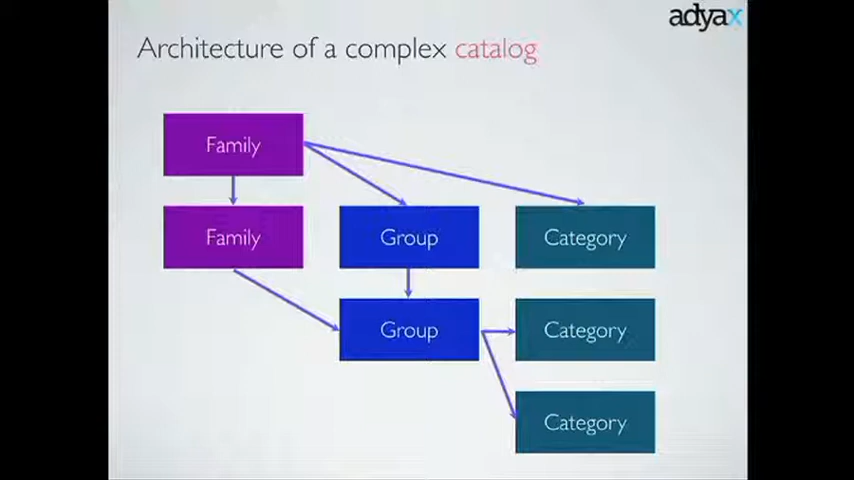 adyax
Architecture of a complex catalog
Family
Family
Group
Category
Group
Category
Category